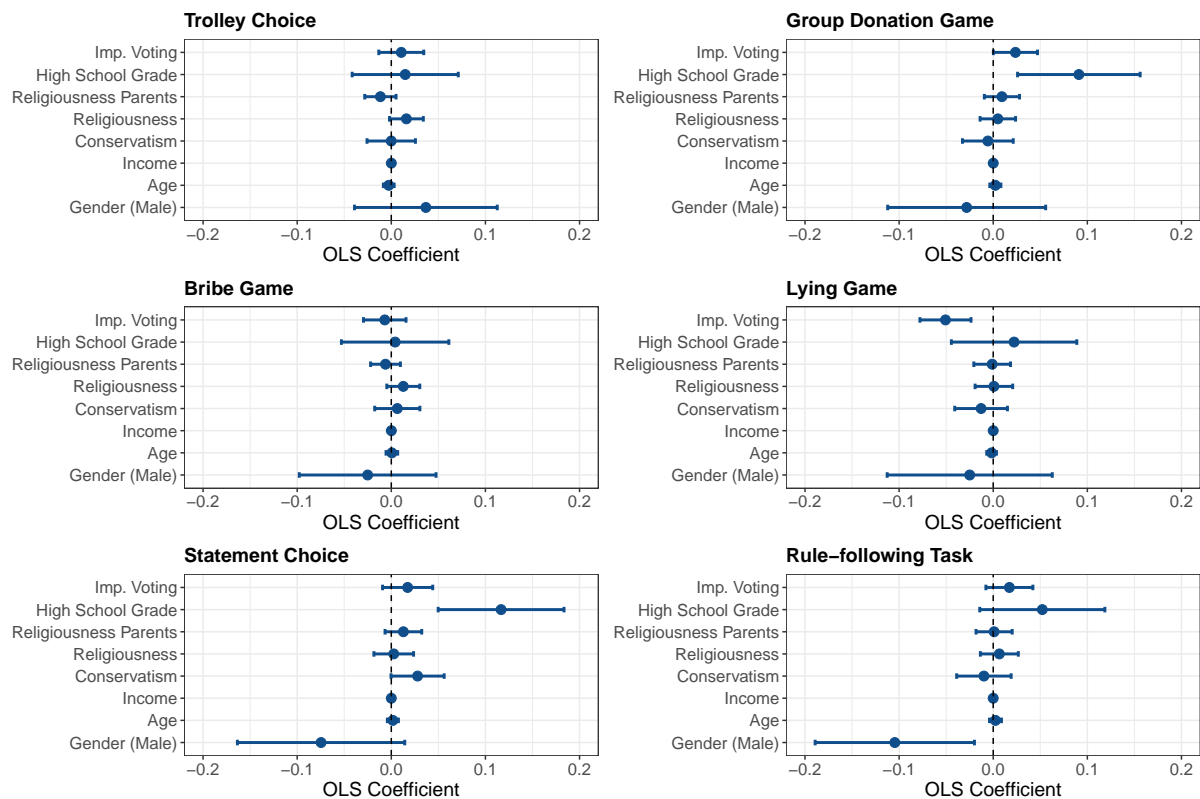 Trolley Choice
Imp. Voting
High School Grade
Religiousness Parents
Religiousness
Conservatism
Income
Age
Gender (Male)
−0.2 −0.1 0.0 0.1 0.2
OLS Coefficient
Group Donation Game
Imp. Voting
High School Grade
Religiousness Parents
Religiousness
Conservatism
Income
Age
Gender (Male)
−0.2 −0.1 0.0 0.1 0.2
OLS Coefficient
Bribe Game
Imp. Voting
High School Grade
Religiousness Parents
Religiousness
Conservatism
Income
Age
Gender (Male)
−0.2 −0.1 0.0 0.1 0.2
OLS Coefficient
Lying Game
Imp. Voting
High School Grade
Religiousness Parents
Religiousness
Conservatism
Income
Age
Gender (Male)
−0.2 −0.1 0.0 0.1 0.2
OLS Coefficient
Statement Choice
Imp. Voting
High School Grade
Religiousness Parents
Religiousness
Conservatism
Income
Age
Gender (Male)
−0.2 −0.1 0.0 0.1 0.2
OLS Coefficient
Rule−following Task
Imp. Voting
High School Grade
Religiousness Parents
Religiousness
Conservatism
Income
Age
Gender (Male)
−0.2 −0.1 0.0 0.1 0.2
OLS Coefficient